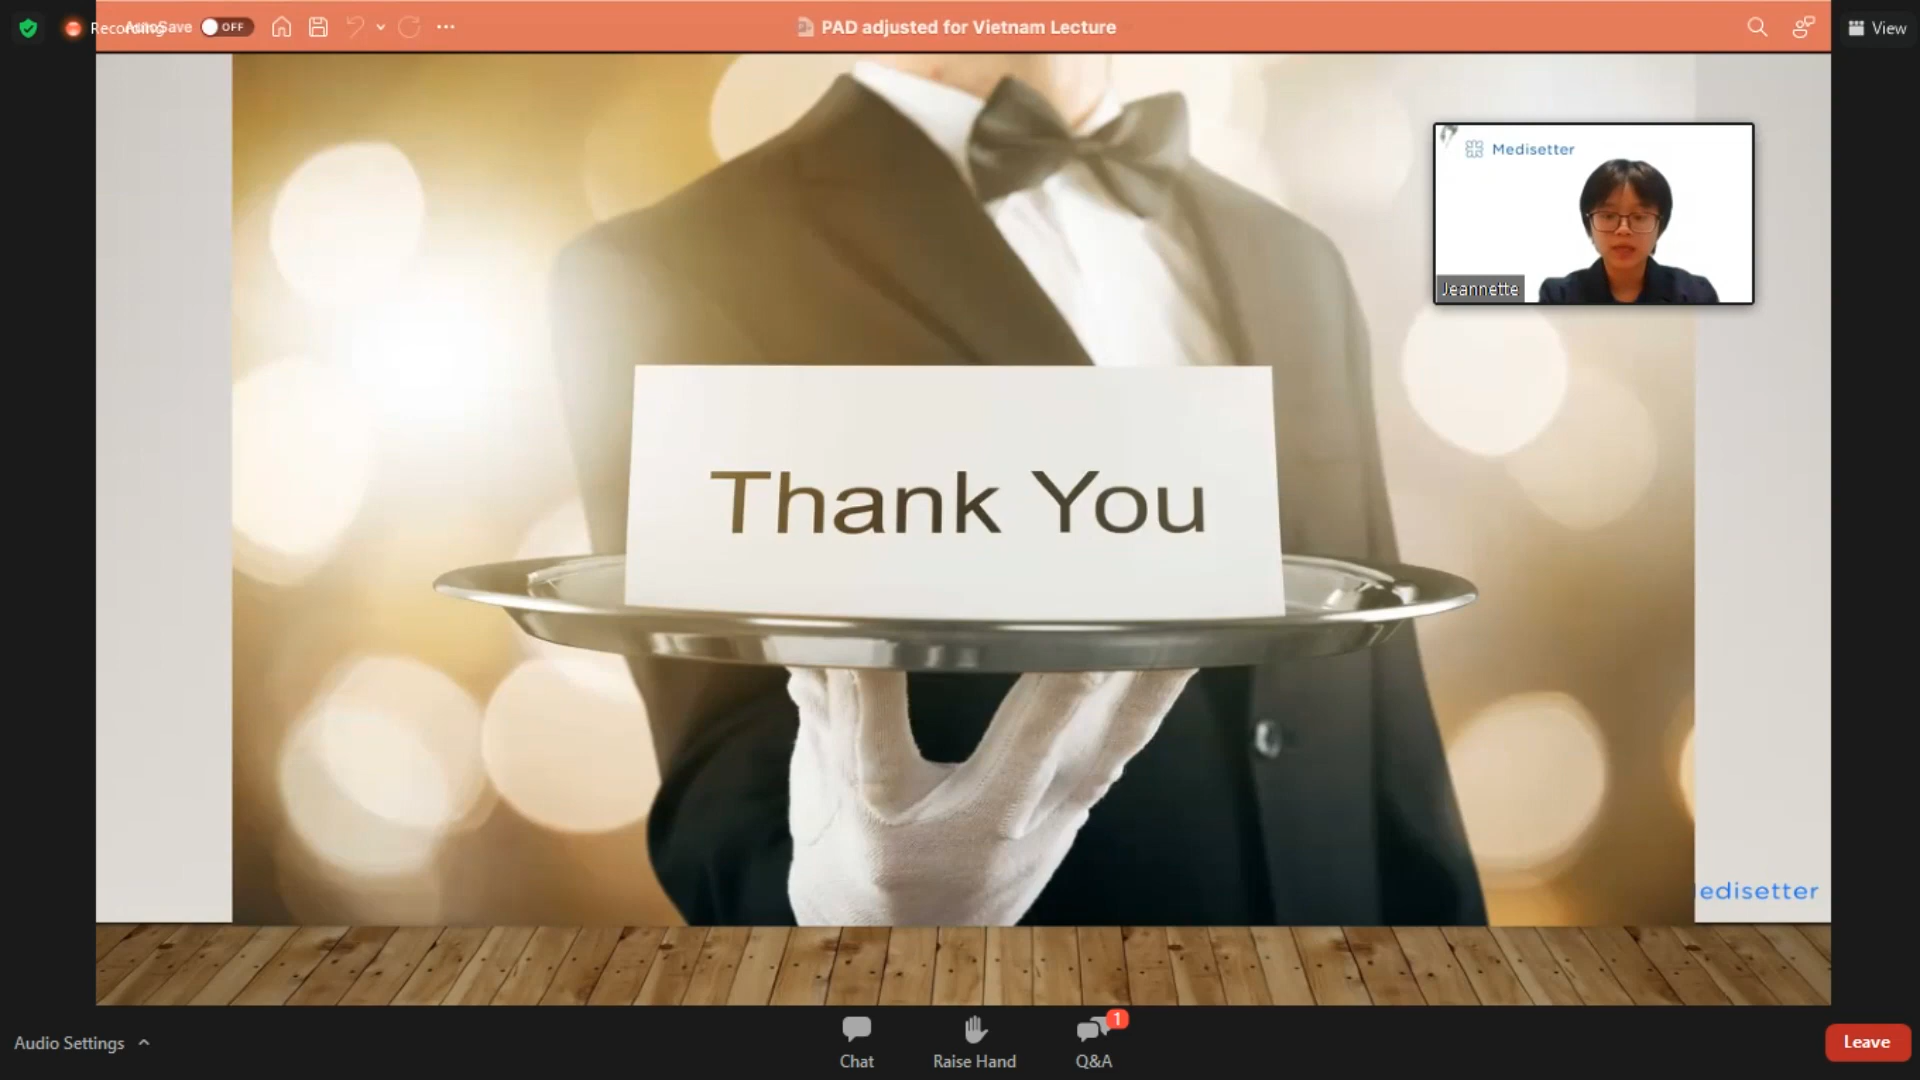 Recording
AutoSave OFF
PAD adjusted for Vietnam Lecture
View
Medisetter
Jeannette
Thank You
edisetter
Audio Settings
Chat
Raise Hand
1
Q&A
Leave